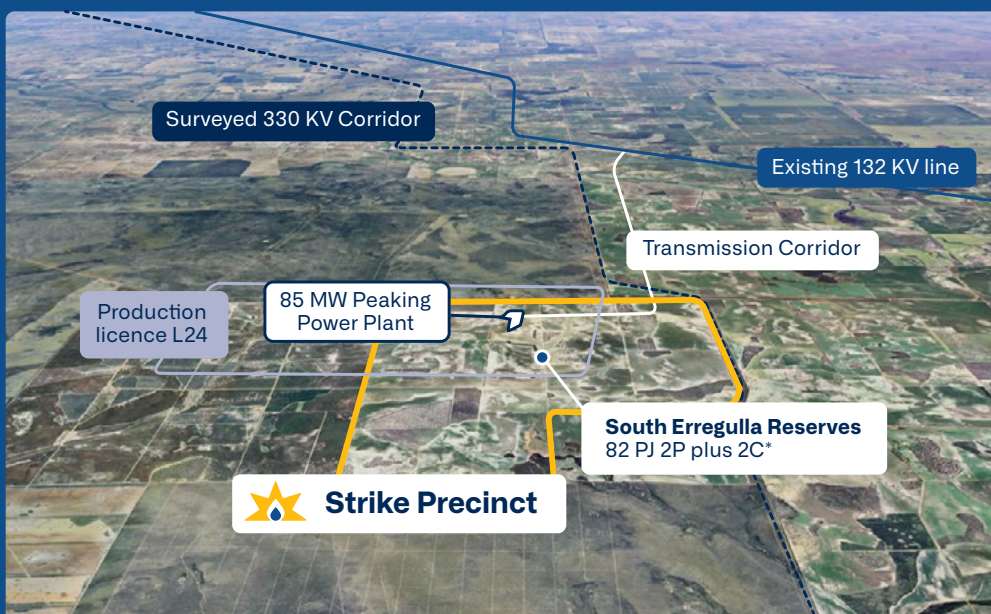 Surveyed 330 KV Corridor
Existing 132 KV line
Transmission Corridor
Production
licence L24
85 MW Peaking
Power Plant
South Erregulla Reserves
82 PJ 2P plus 2C*
Strike Precinct